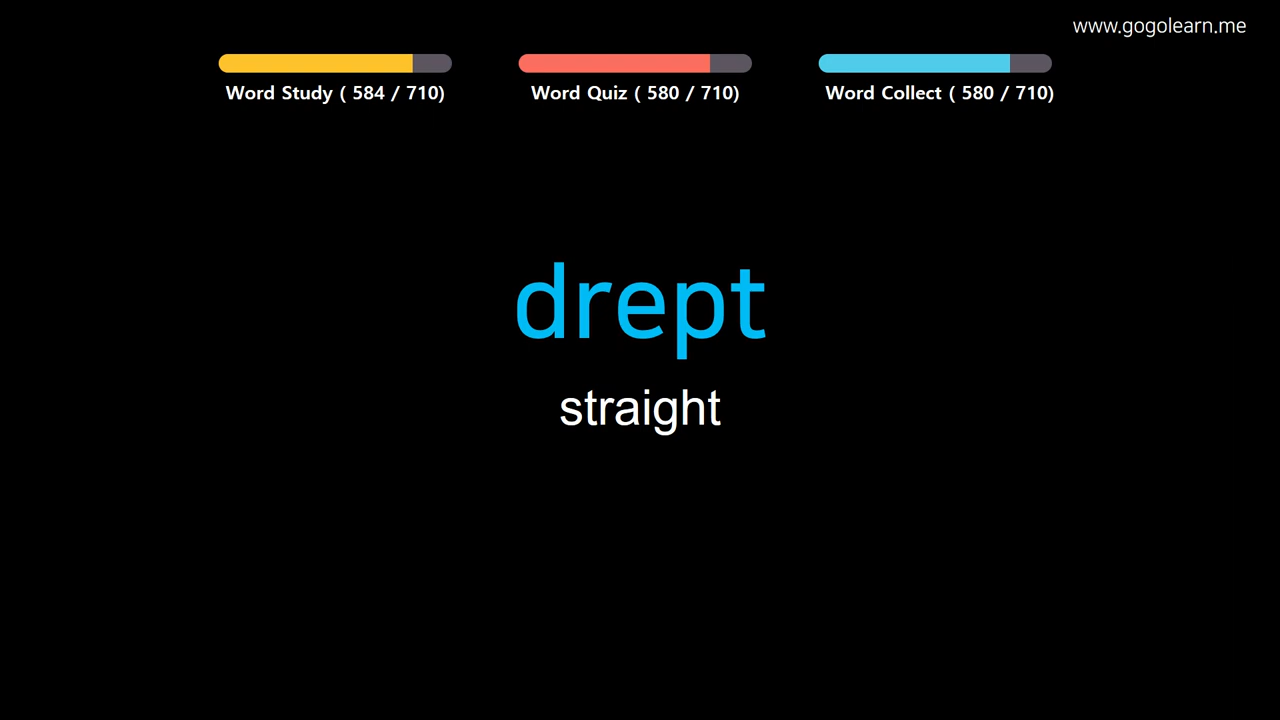 www.gogolearn.me
Word Study ( 584 / 710)
Word Quiz ( 580 / 710)
Word Collect ( 580 / 710)
drept
straight